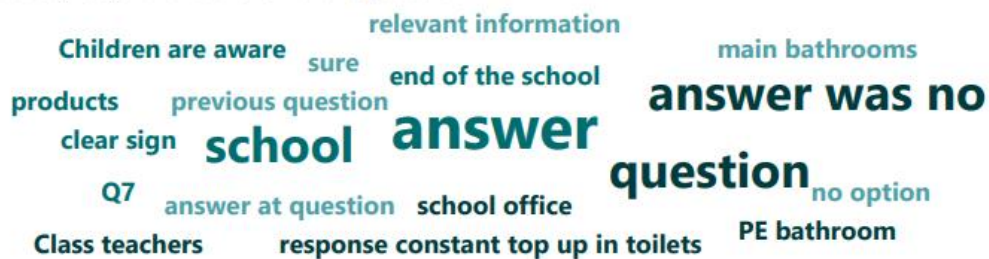 relevant information
Children are aware
sure
main bathrooms
end of the school
products
previous question
answer was no
clear sign
school
answer
question
Q7
answer at question
school office
no option
Class teachers
response constant top up in toilets
PE bathroom